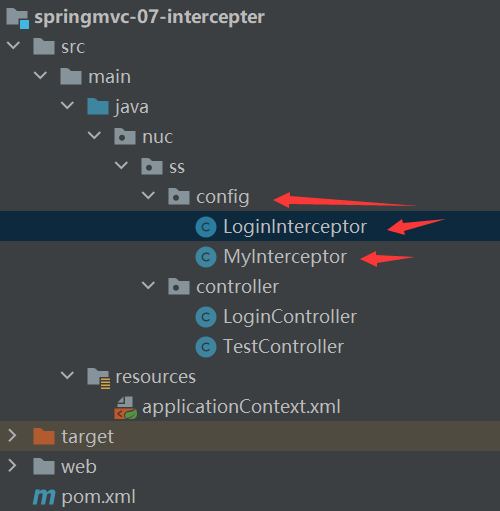 springmvc-07-intercepter
src
main
java
nuc
ss
config
LoginInterceptor
MyInterceptor
controller
LoginController
TestController
resources
applicationContext.xml
target
web
pom.xml